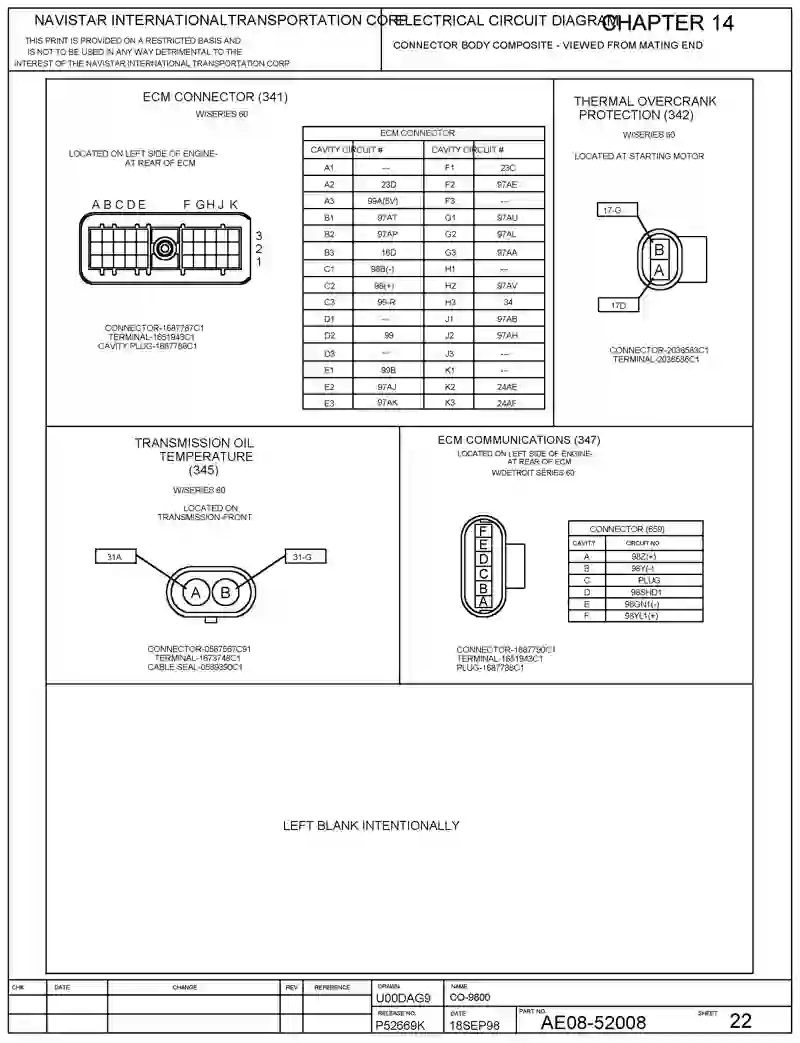 NAVISTAR INTERNATIONAL TRANSPORTATION CORP
ELECTRICAL CIRCUIT DIAGRAM
CHAPTER 14
THIS PRINT IS PROVIDED ON A RESTRICTED BASIS AND
IS NOT TO BE USED IN ANY WAY DETRIMENTAL TO THE
INTEREST OF THE NAVISTAR INTERNATIONAL TRANSPORTATION CORP
CONNECTOR BODY COMPOSITE - VIEWED FROM MATING END
ECM CONNECTOR (341)
W/SERIES 60
LOCATED ON LEFT SIDE OF ENGINE-
AT REAR OF ECM
A B C D E F G H J K
3
2
1
CONNECTOR-1687787C1
TERMINAL-1651943C1
CAVITY PLUG-1687789C1
ECM CONNECTOR
CAVITY CIRCUIT # CAVITY CIRCUIT #
A1 --- F1 23C
A2 23D F2 97AE
A3 99A(5V) F3 ---
B1 97AT G1 97AU
B2 97AP G2 97AL
B3 16D G3 97AA
C1 98B(-) H1 ---
C2 98(+) H2 97AV
C3 99-R H3 34
D1 --- J1 97AB
D2 99 J2 97AH
D3 --- J3 ---
E1 99B K1 ---
E2 97AJ K2 24AE
E3 97AK K3 24AF
THERMAL OVERCRANK
PROTECTION (342)
W/SERIES 60
LOCATED AT STARTING MOTOR
17-G
B
A
17D
CONNECTOR-2036583C1
TERMINAL-2036586C1
TRANSMISSION OIL
TEMPERATURE
(345)
W/SERIES 60
LOCATED ON
TRANSMISSION-FRONT
31A
31-G
A B
CONNECTOR-0587567C91
TERMINAL-1673748C1
CABLE SEAL-0589390C1
ECM COMMUNICATIONS (347)
LOCATED ON LEFT SIDE OF ENGINE-
AT REAR OF ECM
W/DETROIT SERIES 60
F
E
D
C
B
A
CONNECTOR-1687790C1
TERMINAL-1651943C1
PLUG-1687788C1
CONNECTOR (659)
CAVITY CIRCUIT NO
A 98Z(+)
B 98Y(-)
C PLUG
D 98SHD1
E 98GN1(-)
F 98YL1(+)
LEFT BLANK INTENTIONALLY
CHK DATE CHANGE REV REFERENCE
DRAWN
U00DAG9
NAME
CO-9800
RELEASE NO.
P52669K
DATE
18SEP98
PART NO.
AE08-52008
SHEET
22